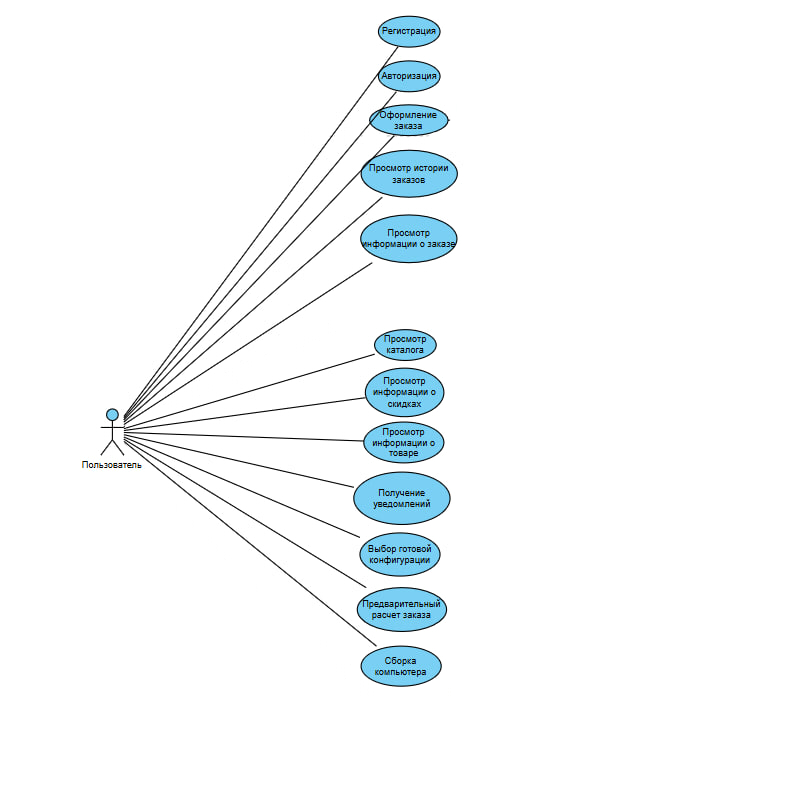 Регистрация
Авторизация
Оформление
заказа
Просмотр истории
заказов
Просмотр
информации о заказе
Просмотр
каталога
Просмотр
информации о
скидках
Просмотр
информации о
товаре
Пользователь
Получение
уведомлений
Выбор готовой
конфигурации
Предварительный
расчет заказа
Сборка
компьютера